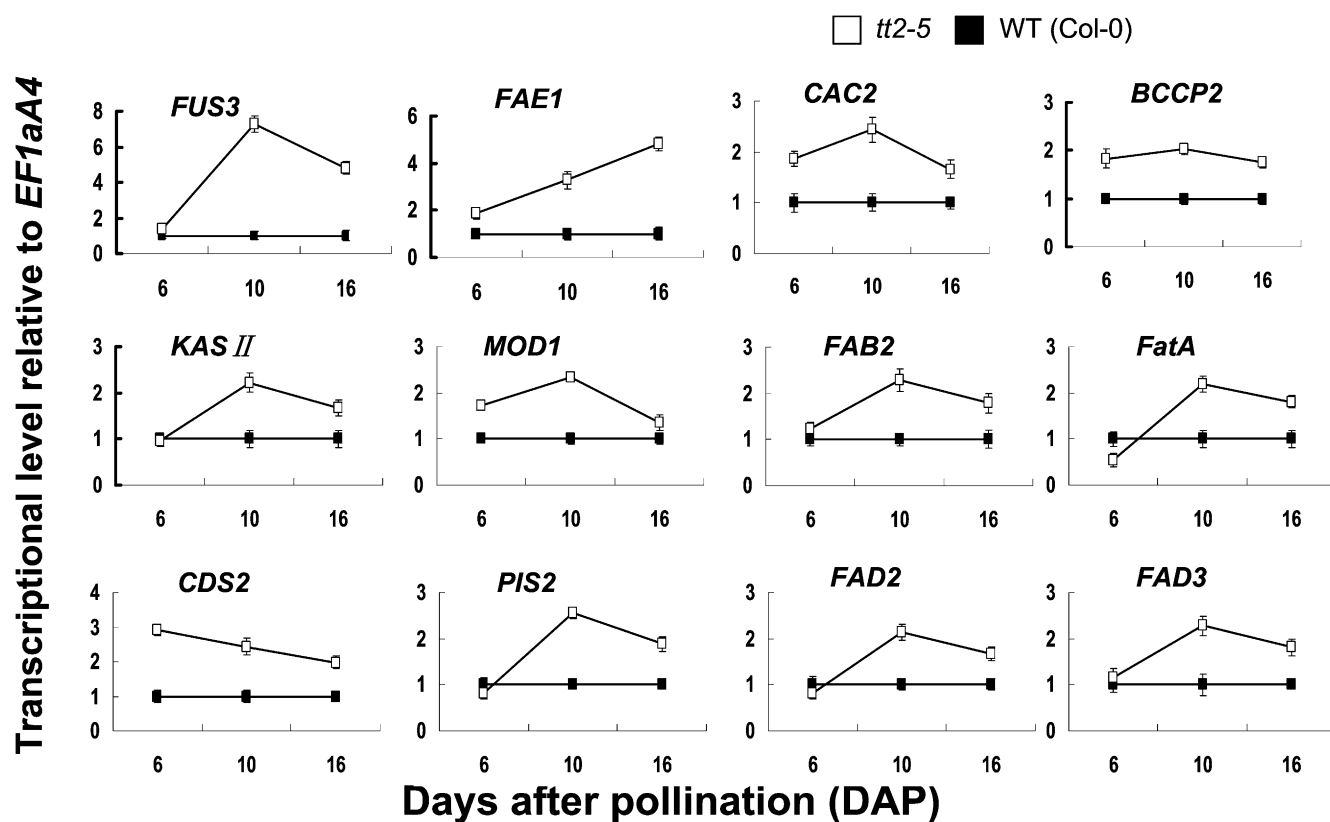 tt2-5 WT (Col-0)
Transcriptional level relative to EF1aA4
FUS3
8
6
4
2
0
6 10 16
FAE1
6
4
2
0
6 10 16
CAC2
3
2
1
0
6 10 16
BCCP2
3
2
1
0
6 10 16
KAS II
3
2
1
0
6 10 16
MOD1
3
2
1
0
6 10 16
FAB2
3
2
1
0
6 10 16
FatA
3
2
1
0
6 10 16
CDS2
4
3
2
1
0
6 10 16
PIS2
3
2
1
0
6 10 16
FAD2
3
2
1
0
6 10 16
FAD3
3
2
1
0
6 10 16
Days after pollination (DAP)